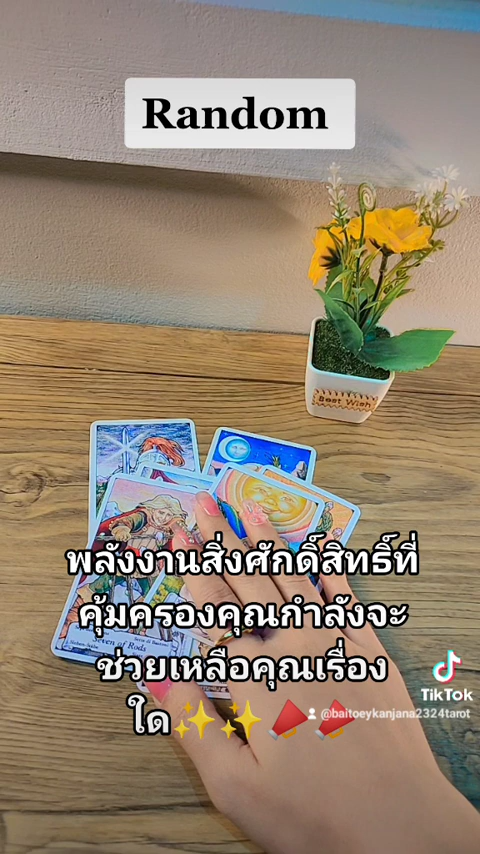 Random
Best Wish
พลังงานสิ่งศักดิ์สิทธิ์ที่
คุ้มครองคุณกำลังจะ
ช่วยเหลือคุณเรื่อง
ใด✨✨ 📣📣
Seven of Rods
TikTok
@baitoeykanjana2324tarot